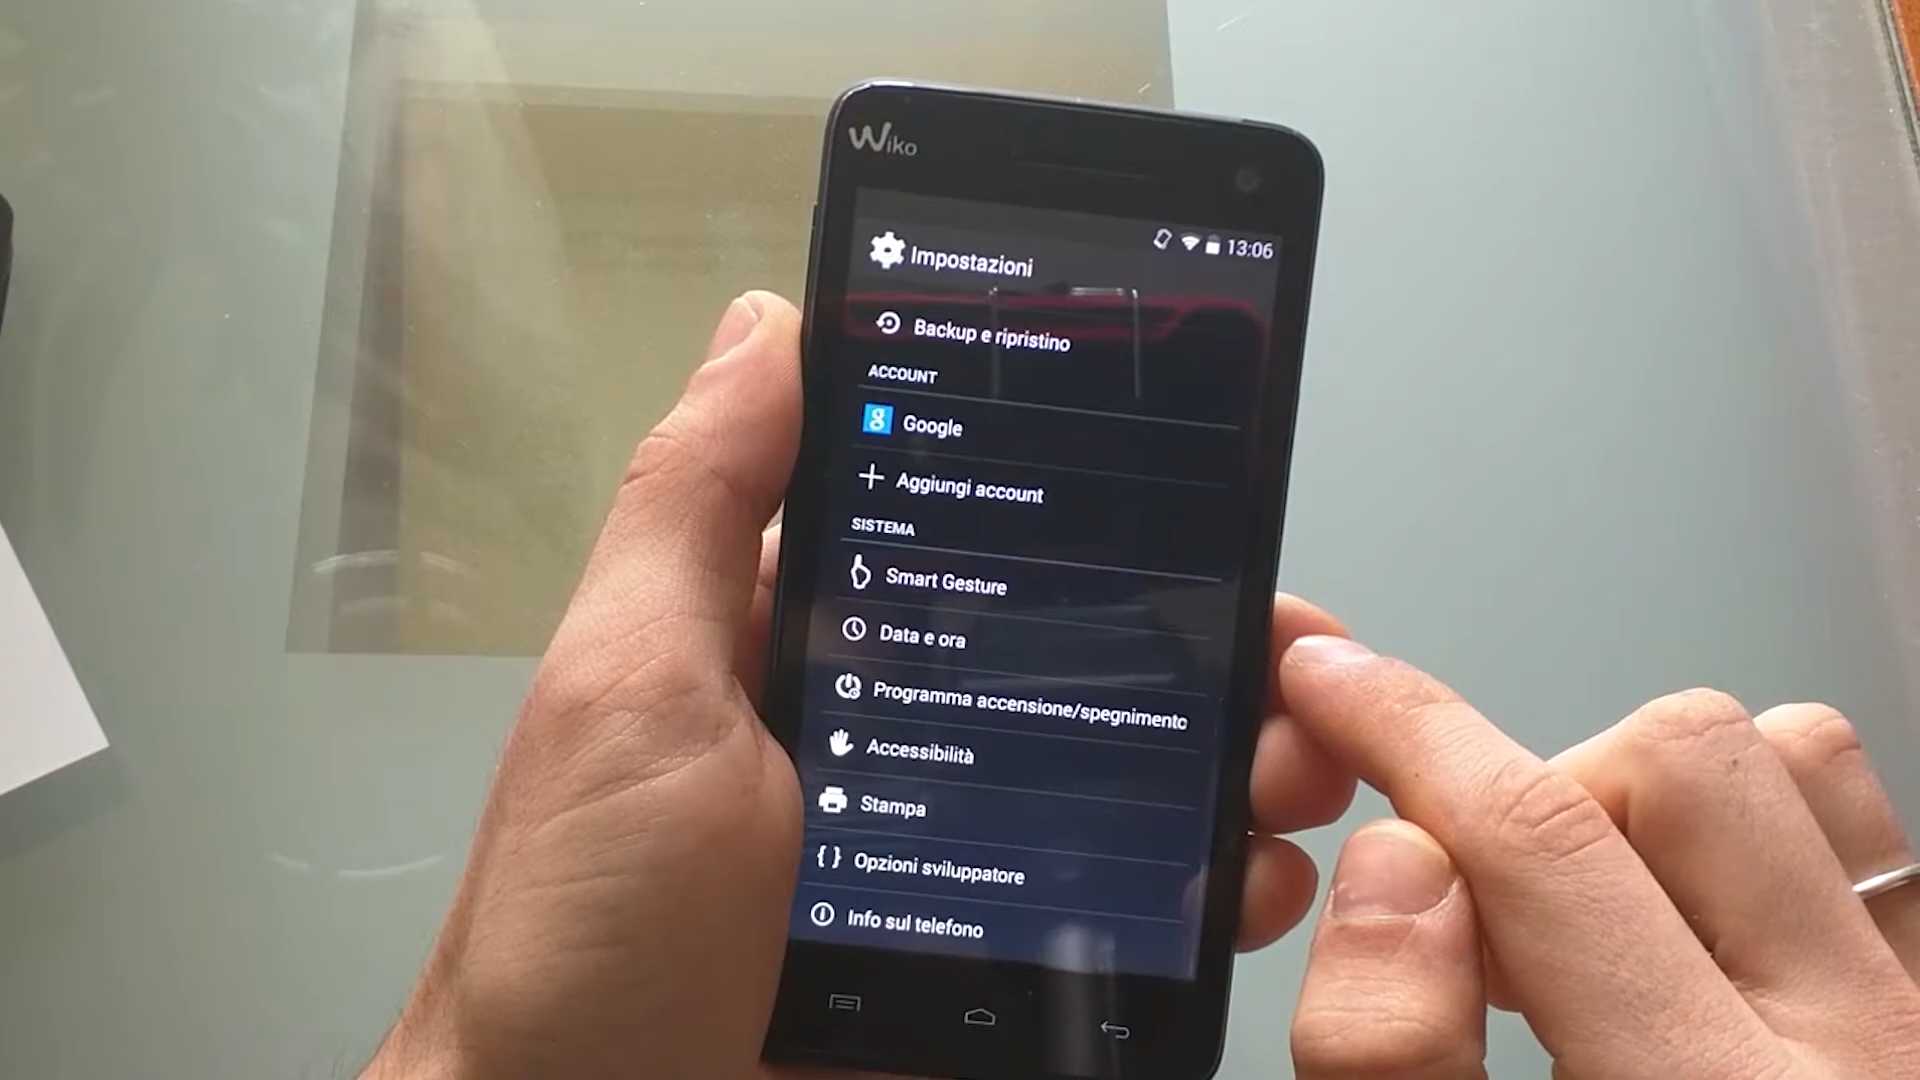 Wiko
13:06
Impostazioni
Backup e ripristino
ACCOUNT
g Google
Aggiungi account
SISTEMA
Smart Gesture
Data e ora
Programma accensione/spegnimento
Accessibilità
Stampa
{ } Opzioni sviluppatore
Info sul telefono